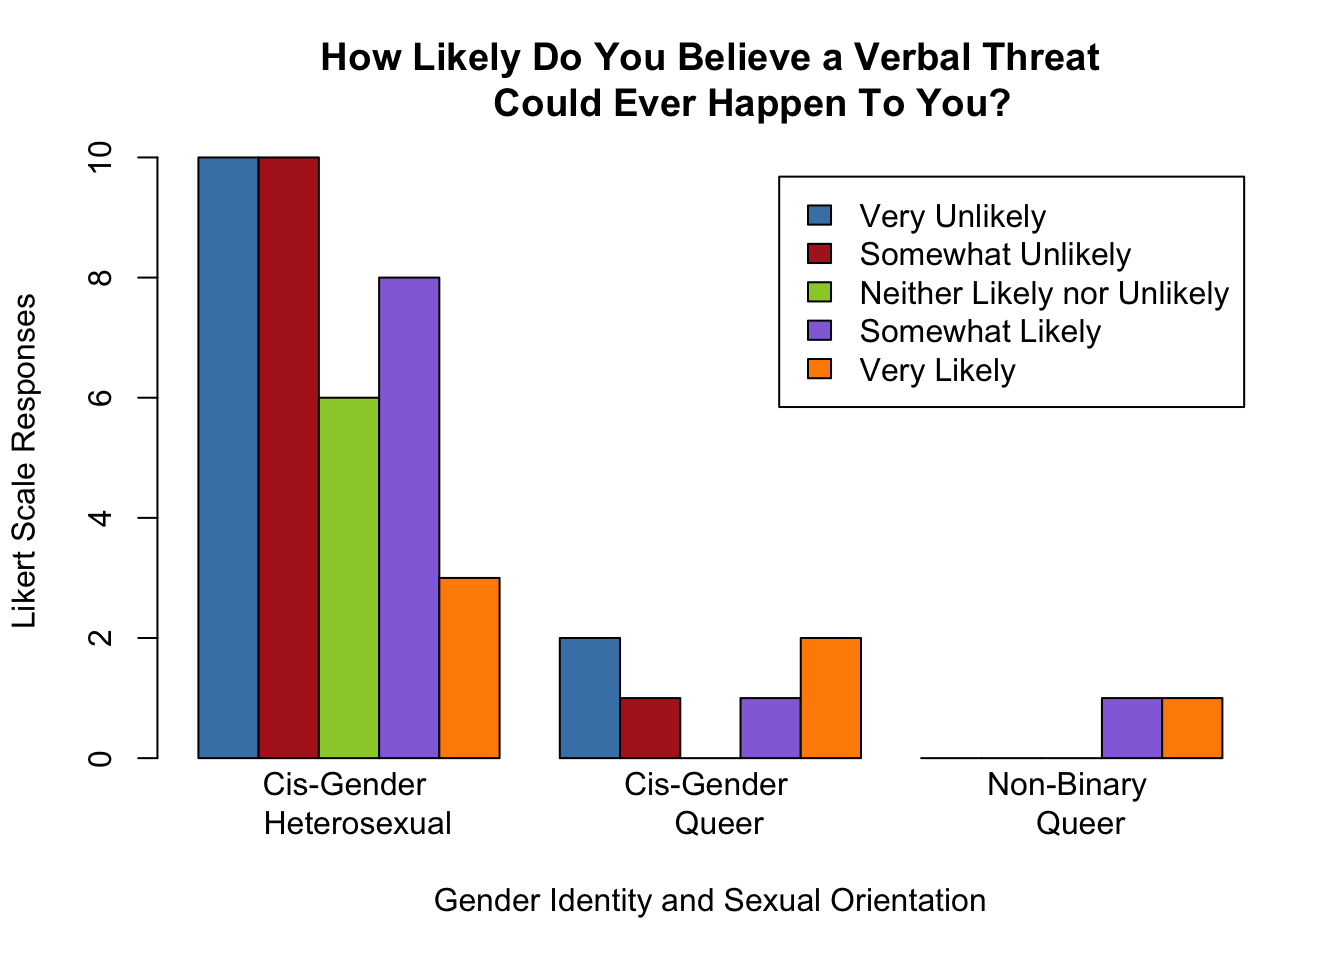 How Likely Do You Believe a Verbal Threat
Could Ever Happen To You?
10
8
6
4
2
0
Likert Scale Responses
Very Unlikely
Somewhat Unlikely
Neither Likely nor Unlikely
Somewhat Likely
Very Likely
Cis-Gender
Heterosexual
Cis-Gender
Queer
Non-Binary
Queer
Gender Identity and Sexual Orientation